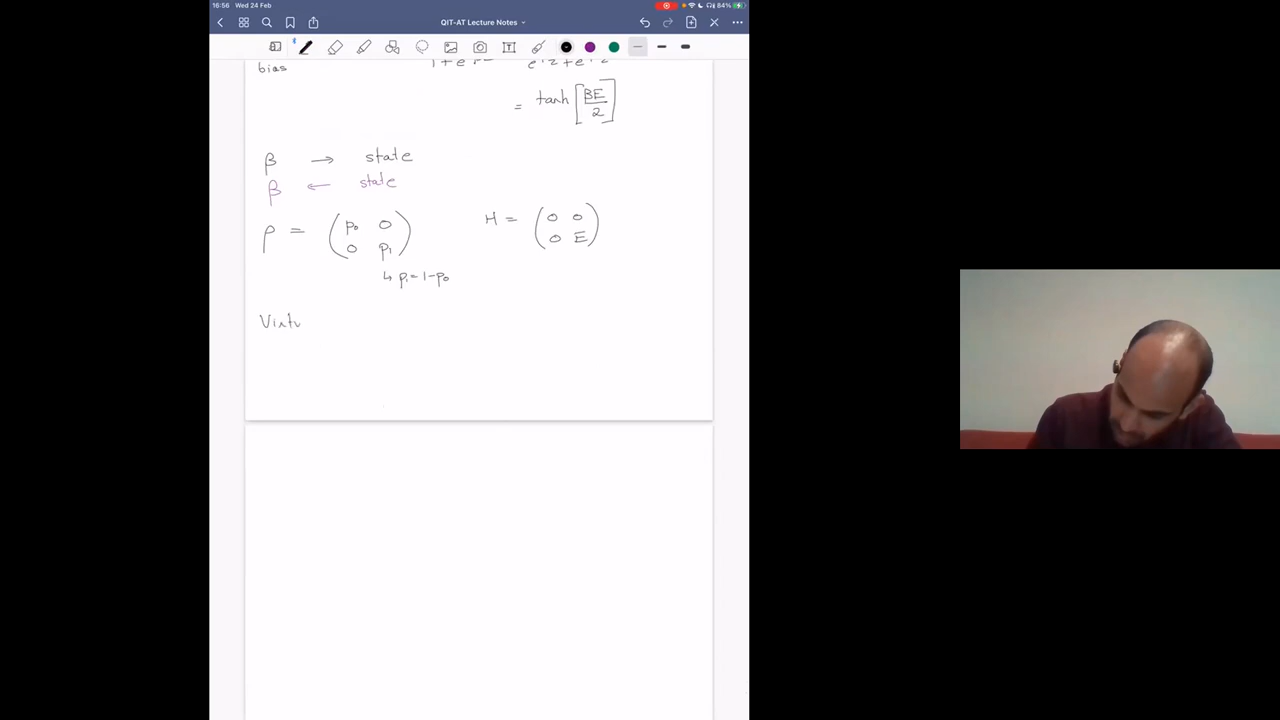 16:56 Wed 24 Feb
84%
QIT-AT Lecture Notes
bias
= tanh [βE/2]
β → state
β ← state
ρ = (p₀ 0
0 p₁)
H = (0 0
0 E)
↳ p₁ = 1-p₀
Virtu